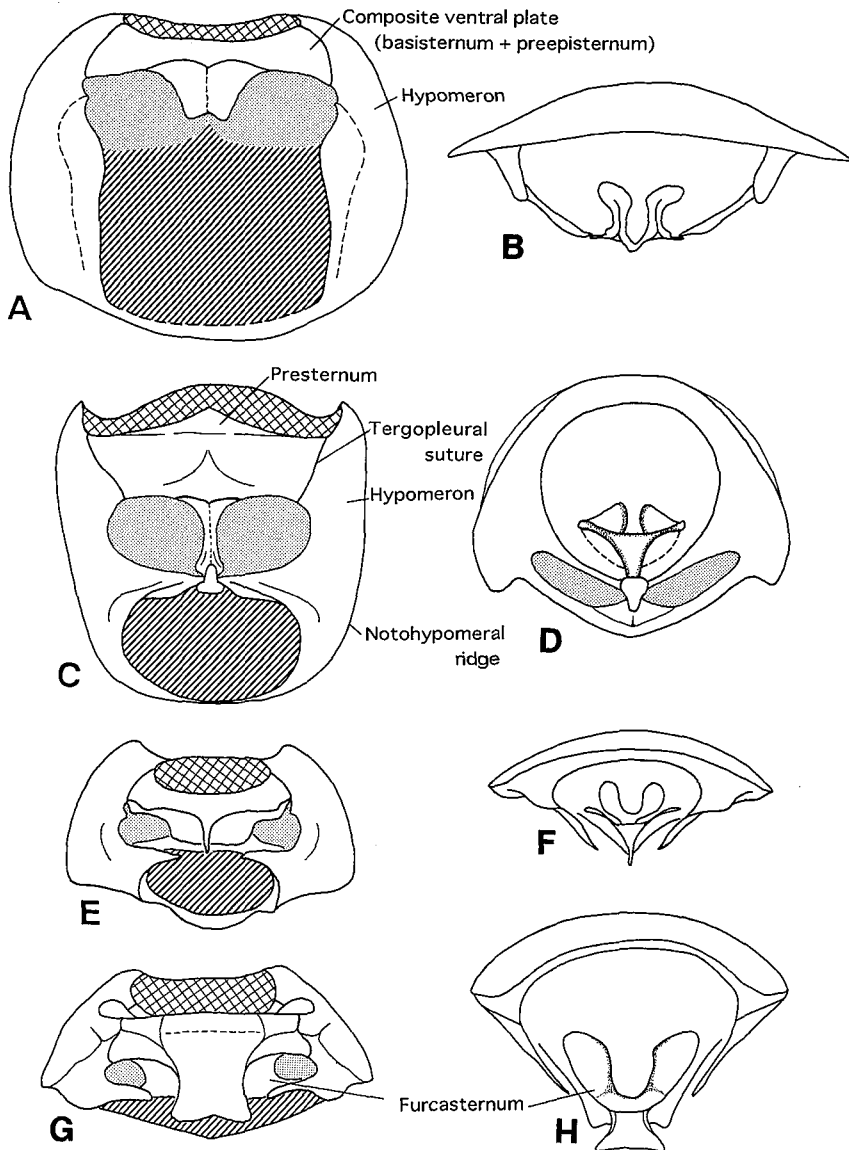 Composite ventral plate
(basisternum + preepisternum)
Hypomeron
A
B
Presternum
Tergopleural
suture
Hypomeron
Notohypomeral
ridge
C
D
E
F
Furcasternum
G
H